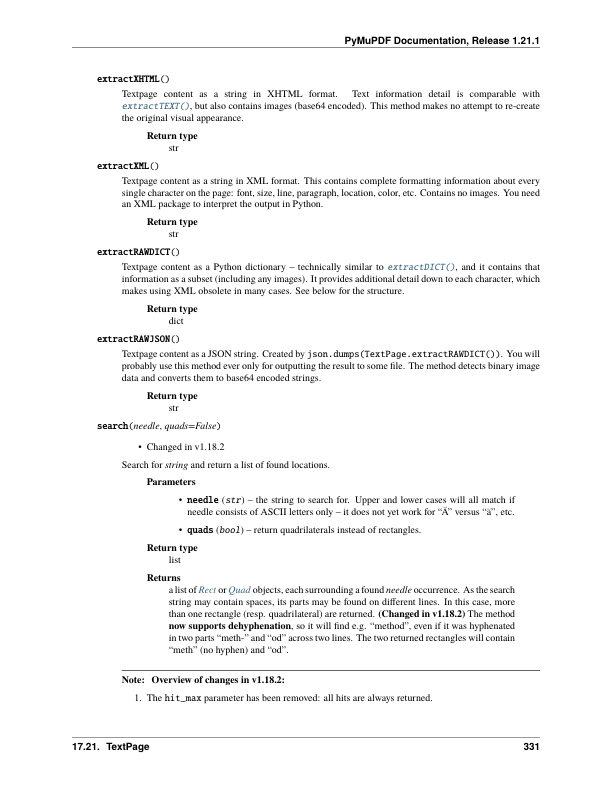 PyMuPDF Documentation, Release 1.21.1
extractXHTML()
Textpage content as a string in XHTML format. Text information detail is comparable with
extractTEXT(), but also contains images (base64 encoded). This method makes no attempt to re-create
the original visual appearance.
Return type
str
extractXML()
Textpage content as a string in XML format. This contains complete formatting information about every
single character on the page: font, size, line, paragraph, location, color, etc. Contains no images. You need
an XML package to interpret the output in Python.
Return type
str
extractRAWDICT()
Textpage content as a Python dictionary – technically similar to extractDICT(), and it contains that
information as a subset (including any images). It provides additional detail down to each character, which
makes using XML obsolete in many cases. See below for the structure.
Return type
dict
extractRAWJSON()
Textpage content as a JSON string. Created by json.dumps(TextPage.extractRAWDICT()). You will
probably use this method ever only for outputting the result to some file. The method detects binary image
data and converts them to base64 encoded strings.
Return type
str
search(needle, quads=False)
• Changed in v1.18.2
Search for string and return a list of found locations.
Parameters
• needle (str) – the string to search for. Upper and lower cases will all match if
needle consists of ASCII letters only – it does not yet work for “Ä” versus “ä”, etc.
• quads (bool) – return quadrilaterals instead of rectangles.
Return type
list
Returns
a list of Rect or Quad objects, each surrounding a found needle occurrence. As the search
string may contain spaces, its parts may be found on different lines. In this case, more
than one rectangle (resp. quadrilateral) are returned. (Changed in v1.18.2) The method
now supports dehyphenation, so it will find e.g. “method”, even if it was hyphenated
in two parts “meth-” and “od” across two lines. The two returned rectangles will contain
“meth” (no hyphen) and “od”.
Note: Overview of changes in v1.18.2:
1. The hit_max parameter has been removed: all hits are always returned.
17.21. TextPage
331